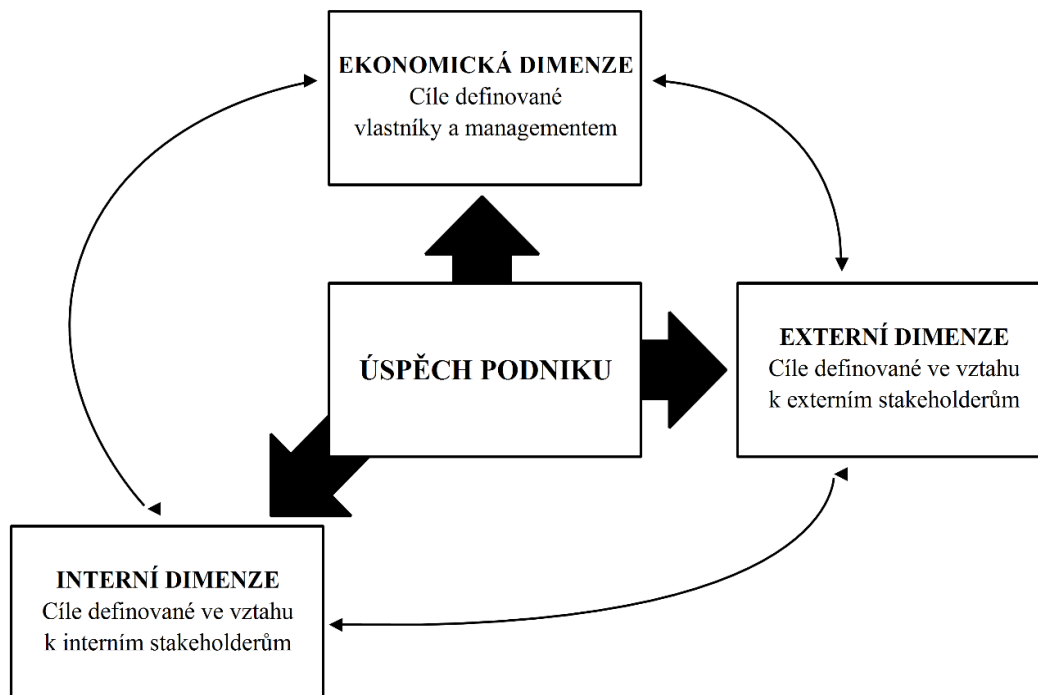 EKONOMICKÁ DIMENZE
Cíle definované
vlastníky a managementem
ÚSPĚCH PODNIKU
EXTERNÍ DIMENZE
Cíle definované ve vztahu
k externím stakeholderům
INTERNÍ DIMENZE
Cíle definované ve vztahu
k interním stakeholderům